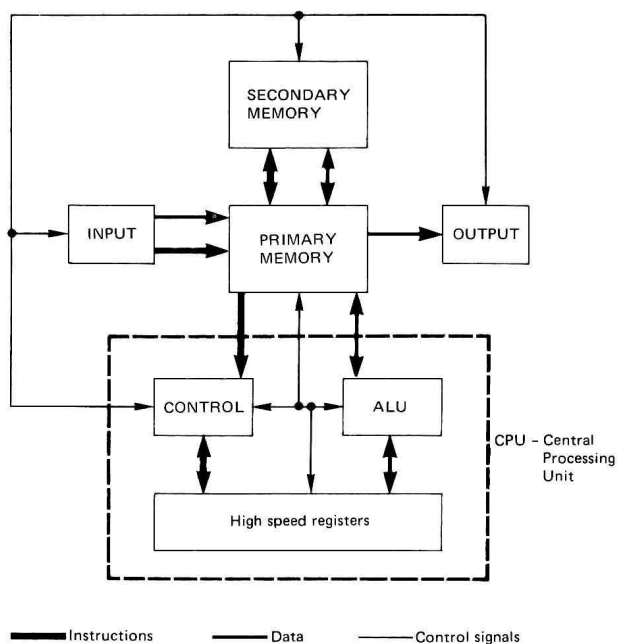 SECONDARY
MEMORY
INPUT
PRIMARY
MEMORY
OUTPUT
CONTROL
ALU
CPU – Central
Processing
Unit
High speed registers
Instructions
Data
Control signals